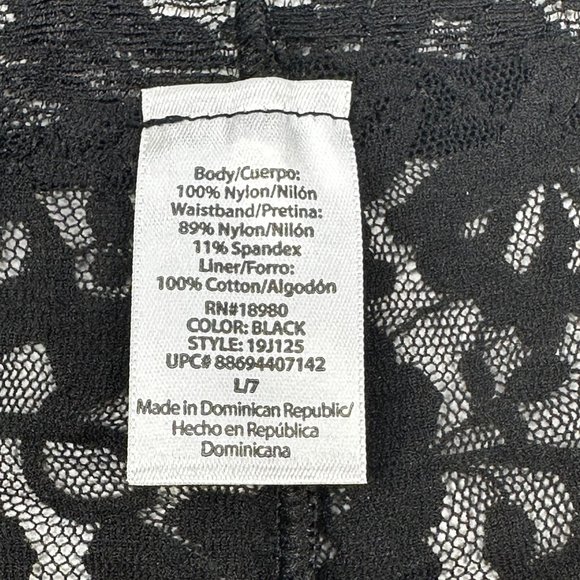 Body/Cuerpo:
100% Nylon/Nilón
Waistband/Pretina:
89% Nylon/Nilón
11% Spandex
Liner/Forro:
100% Cotton/Algodón
RN#18980
COLOR: BLACK
STYLE: 19J125
UPC# 88694407142
L/7
Made in Dominican Republic/
Hecho en República
Dominicana